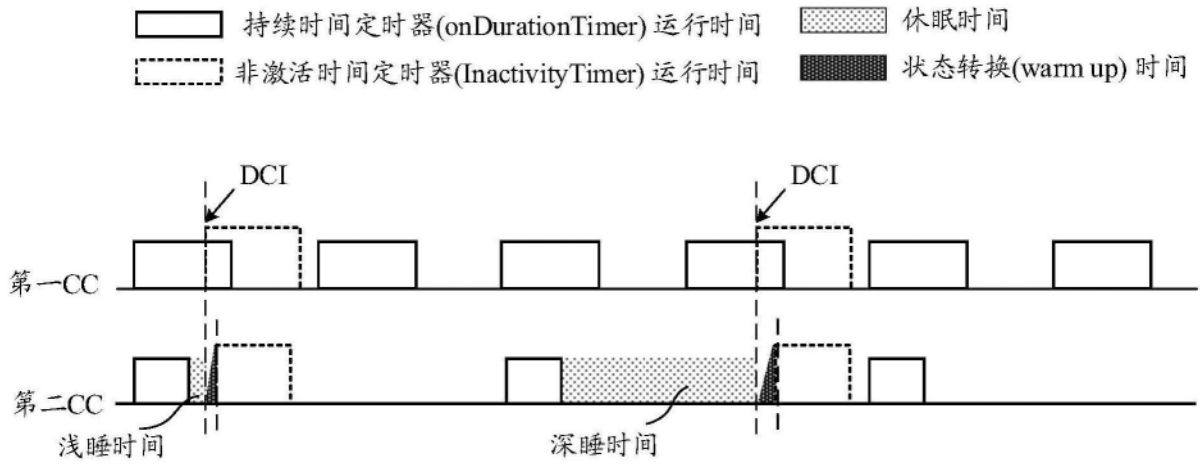 持续时间定时器(onDurationTimer) 运行时间
休眠时间
非激活时间定时器(InactivityTimer) 运行时间
状态转换(warm up) 时间
DCI
DCI
第一CC
第二CC
浅睡时间
深睡时间